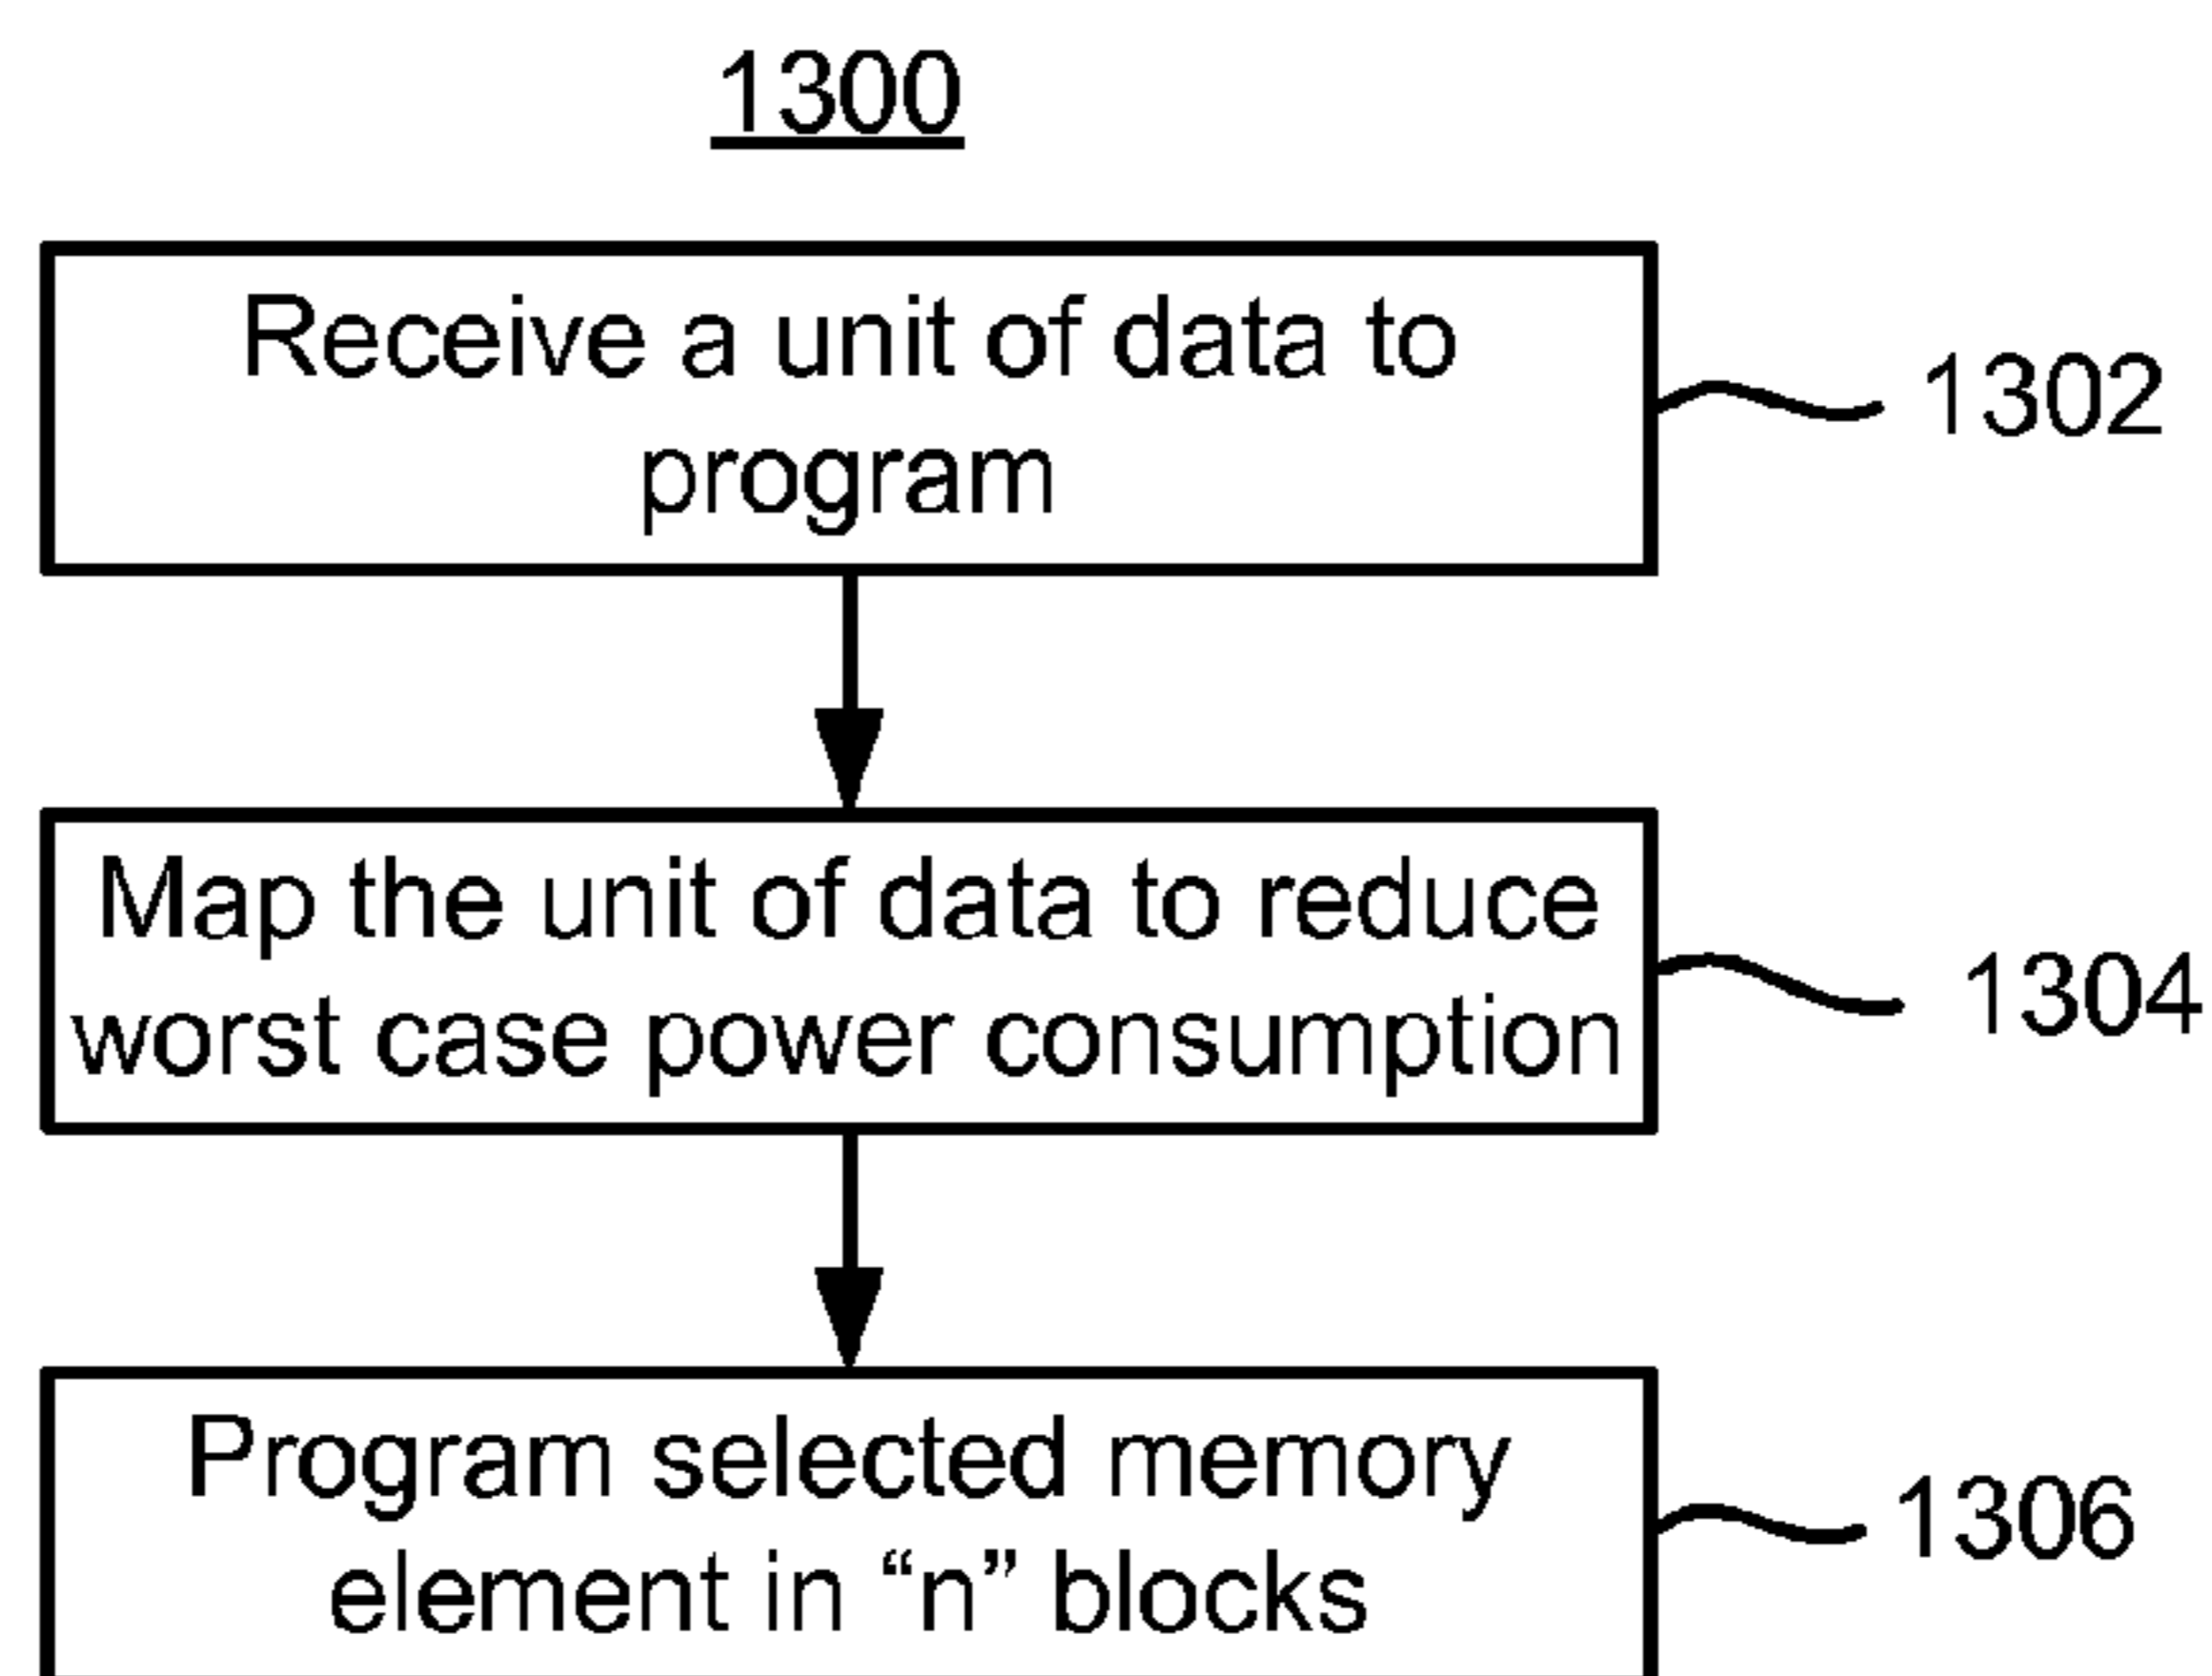 1300
Receive a unit of data to
program
1302
Map the unit of data to reduce
worst case power consumption
1304
Program selected memory
element in “n” blocks
1306